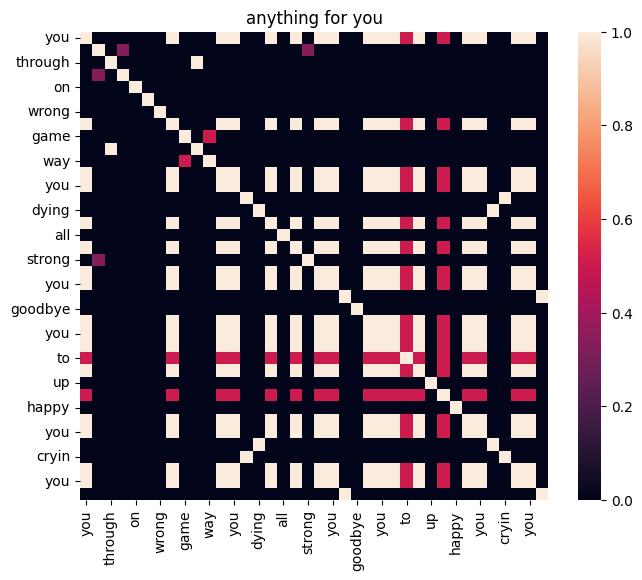 anything for you
you
through
on
wrong
game
way
you
dying
all
strong
you
goodbye
you
to
up
happy
you
cryin
you
1.0
0.8
0.6
0.4
0.2
0.0
you
through
on
wrong
game
way
you
dying
all
strong
you
goodbye
you
to
up
happy
you
cryin
you